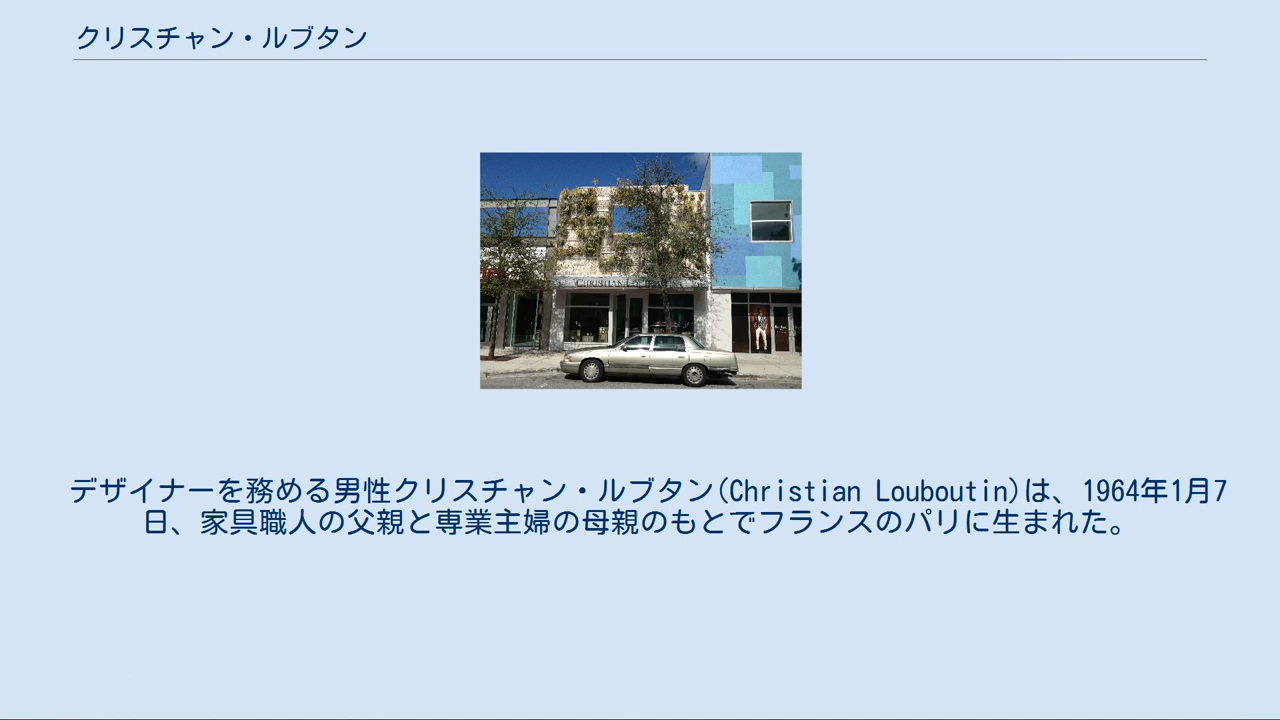 クリスチャン・ルブタン
CHRISTIAN LOUBOUTIN
デザイナーを務める男性クリスチャン・ルブタン(Christian Louboutin)は、1964年1月7
日、家具職人の父親と専業主婦の母親のもとでフランスのパリに生まれた。